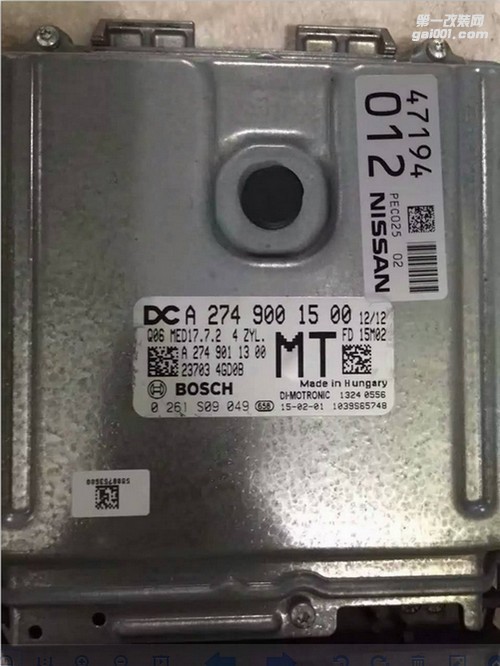 第一改装网
gai001.com
47194
012
PEC025 02
NISSAN
DC A 274 900 15 00 12/12
Q06 MED17.7.2 4 ZYL. FD 15M02
A 274 901 13 00 MT
23703 4GD0B
Made in Hungary
BOSCH DI-MOTRONIC 1324 0556
0 261 S09 049 658 15-02-01 1039S65748